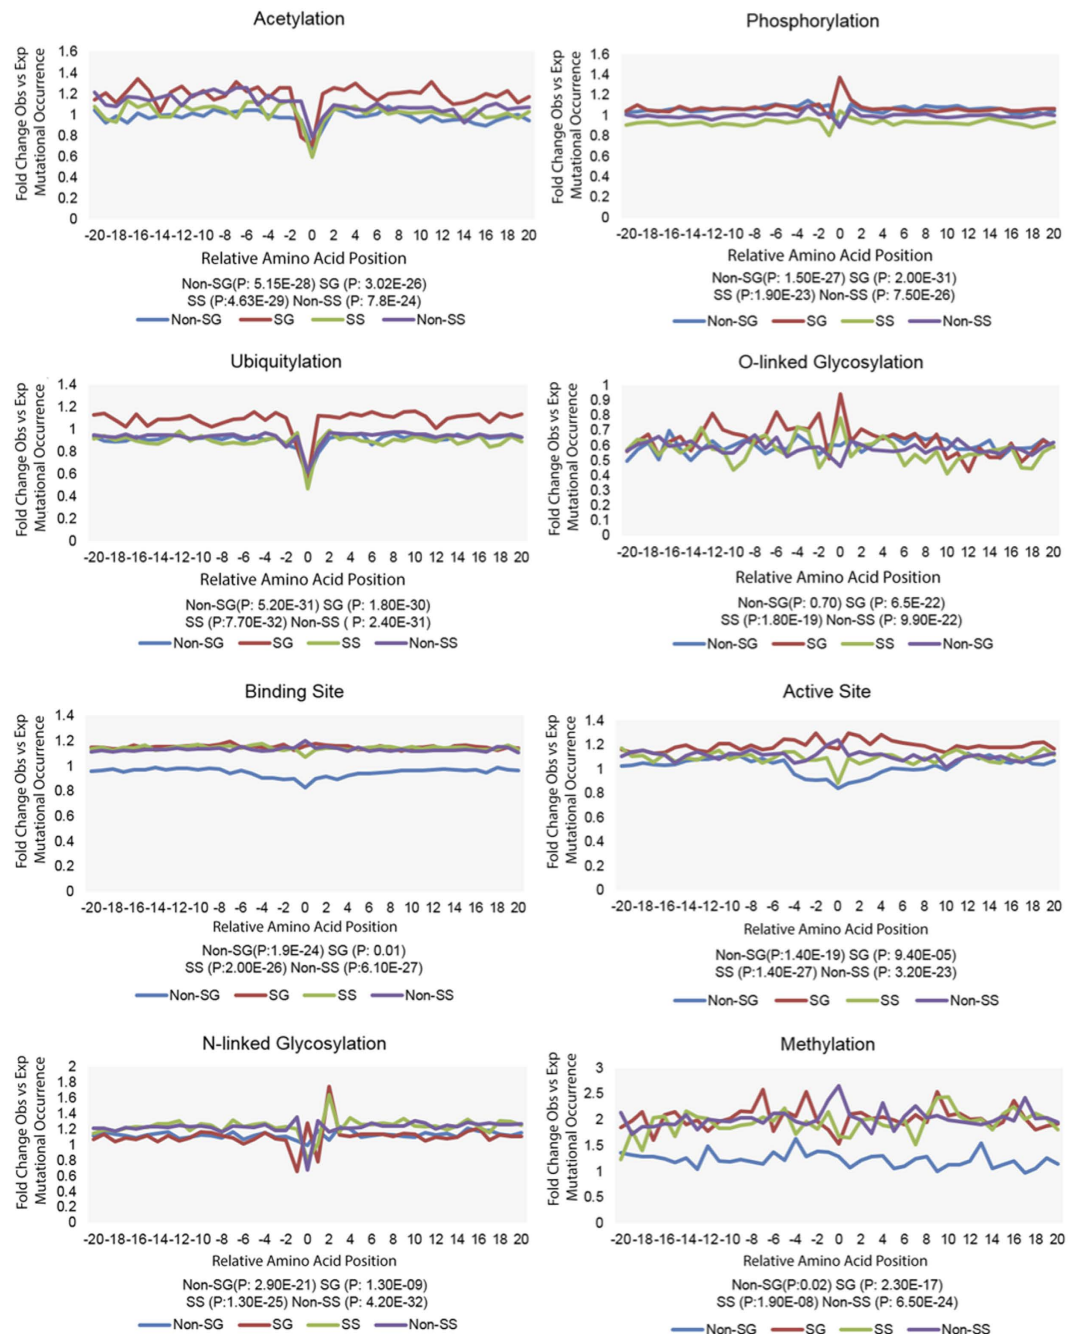 Acetylation
Fold Change Obs vs Exp
Mutational Occurrence
1.6
1.4
1.2
1
0.8
0.6
0.4
0.2
0
-20-18-16-14-12-10 -8 -6 -4 -2 0 2 4 6 8 10 12 14 16 18 20
Relative Amino Acid Position
Non-SG(P: 5.15E-28) SG (P: 3.02E-26)
SS (P:4.63E-29) Non-SS (P: 7.8E-24)
Non-SG SG SS Non-SS
Phosphorylation
Fold Change Obs vs Exp
Mutational Occurrence
1.6
1.4
1.2
1
0.8
0.6
0.4
0.2
0
-20-18-16-14-12-10 -8 -6 -4 -2 0 2 4 6 8 10 12 14 16 18 20
Relative Amino Acid Position
Non-SG(P: 1.50E-27) SG (P: 2.00E-31)
SS (P:1.90E-23) Non-SS (P: 7.50E-26)
Non-SG SG SS Non-SS
Ubiquitylation
Fold Change Obs vs Exp
Mutational Occurrence
1.4
1.2
1
0.8
0.6
0.4
0.2
0
-20-18-16-14-12-10 -8 -6 -4 -2 0 2 4 6 8 10 12 14 16 18 20
Relative Amino Acid Position
Non-SG(P: 5.20E-31) SG (P: 1.80E-30)
SS (P:7.70E-32) Non-SS ( P: 2.40E-31)
Non-SG SG SS Non-SS
O-linked Glycosylation
Fold Change Obs vs Exp
Mutational Occurrence
1
0.9
0.8
0.7
0.6
0.5
0.4
0.3
0.2
0.1
0
-20-18-16-14-12-10 -8 -6 -4 -2 0 2 4 6 8 10 12 14 16 18 20
Relative Amino Acid Position
Non-SG(P: 0.70) SG (P: 6.5E-22)
SS (P:1.80E-19) Non-SS (P: 9.90E-22)
Non-SG SG SS Non-SG
Binding Site
Fold Change Obs vs Exp
Mutational Occurrence
1.4
1.2
1
0.8
0.6
0.4
0.2
0
-20-18-16-14-12-10 -8 -6 -4 -2 0 2 4 6 8 10 12 14 16 18 20
Relative Amino Acid Position
Non-SG(P:1.9E-24) SG (P: 0.01)
SS (P:2.00E-26) Non-SS (P:6.10E-27)
Non-SG SG SS Non-SS
Active Site
Fold Change Obs vs Exp
Mutational Occurrence
1.4
1.2
1
0.8
0.6
0.4
0.2
0
-20-18-16-14-12-10 -8 -6 -4 -2 0 2 4 6 8 10 12 14 16 18 20
Relative Amino Acid Position
Non-SG(P:1.40E-19) SG (P: 9.40E-05)
SS (P:1.40E-27) Non-SS (P: 3.20E-23)
Non-SG SG SS Non-SS
N-linked Glycosylation
Fold Change Obs vs Exp
Mutational Occurrence
2
1.8
1.6
1.4
1.2
1
0.8
0.6
0.4
0.2
0
-20-18-16-14-12-10 -8 -6 -4 -2 0 2 4 6 8 10 12 14 16 18 20
Relative Amino Acid Position
Non-SG(P: 2.90E-21) SG (P: 1.30E-09)
SS (P:1.30E-25) Non-SS (P: 4.20E-32)
Non-SG SG SS Non-SS
Methylation
Fold Change Obs vs Exp
Mutational Occurrence
3
2.5
2
1.5
1
0.5
0
-20-18-16-14-12-10 -8 -6 -4 -2 0 2 4 6 8 10 12 14 16 18 20
Relative Amino Acid Position
Non-SG(P:0.02) SG (P: 2.30E-17)
SS (P:1.90E-08) Non-SS (P: 6.50E-24)
Non-SG SG SS Non-SS